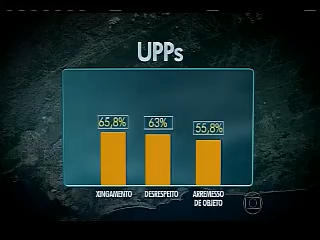 UPPs
65,8%
63%
55,8%
XINGAMENTO
DESRESPEITO
ARREMESSO
DE OBJETO